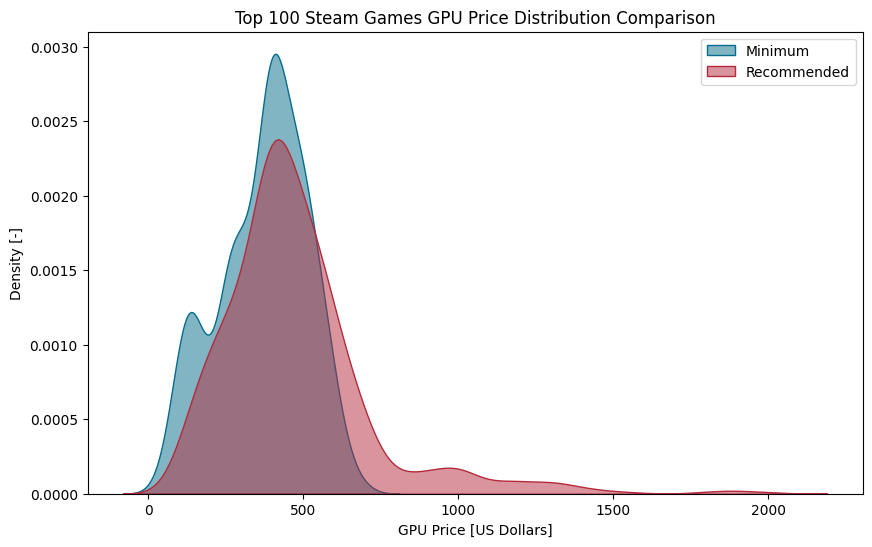 Top 100 Steam Games GPU Price Distribution Comparison
Minimum
Recommended
0.0030
0.0025
0.0020
0.0015
0.0010
0.0005
0.0000
Density [-]
0 500 1000 1500 2000
GPU Price [US Dollars]